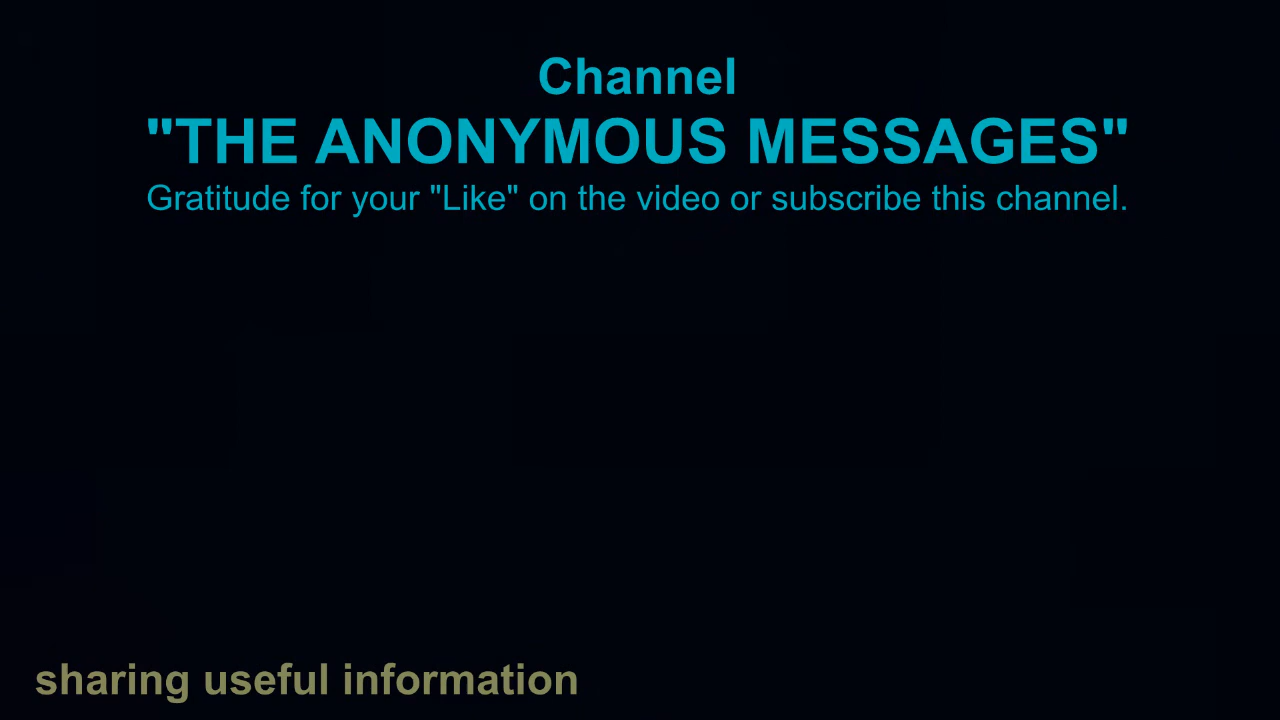 Channel
"THE ANONYMOUS MESSAGES"
Gratitude for your "Like" on the video or subscribe this channel.
sharing useful information